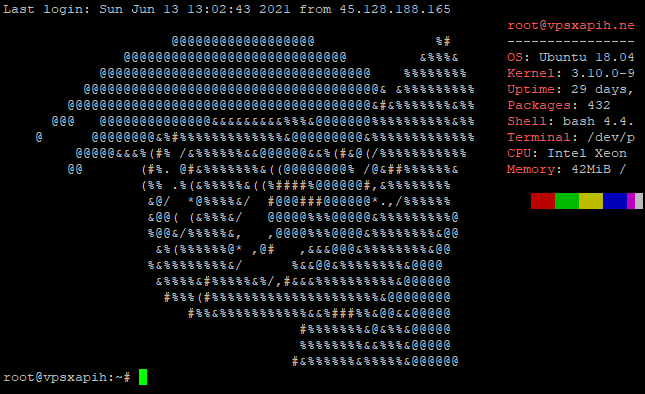 Last login: Sun Jun 13 13:02:43 2021 from 45.128.188.165
root@vpsxapih.ne
----------------
OS: Ubuntu 18.04
Kernel: 3.10.0-9
Uptime: 29 days,
Packages: 432
Shell: bash 4.4.
Terminal: /dev/p
CPU: Intel Xeon
Memory: 42MiB /
root@vpsxapih:~#